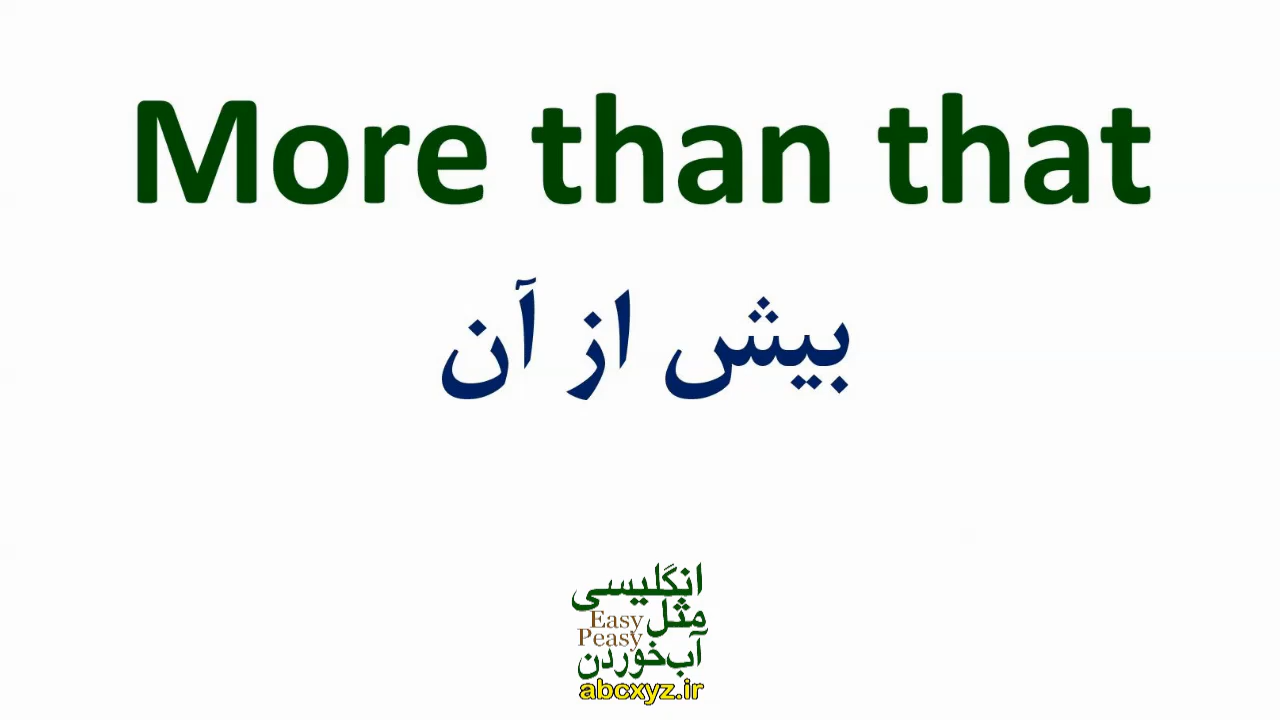 More than that
بیش از آن
انگلیسی
مثل
Easy
Peasy
آب‌خوردن
abcxyz.ir